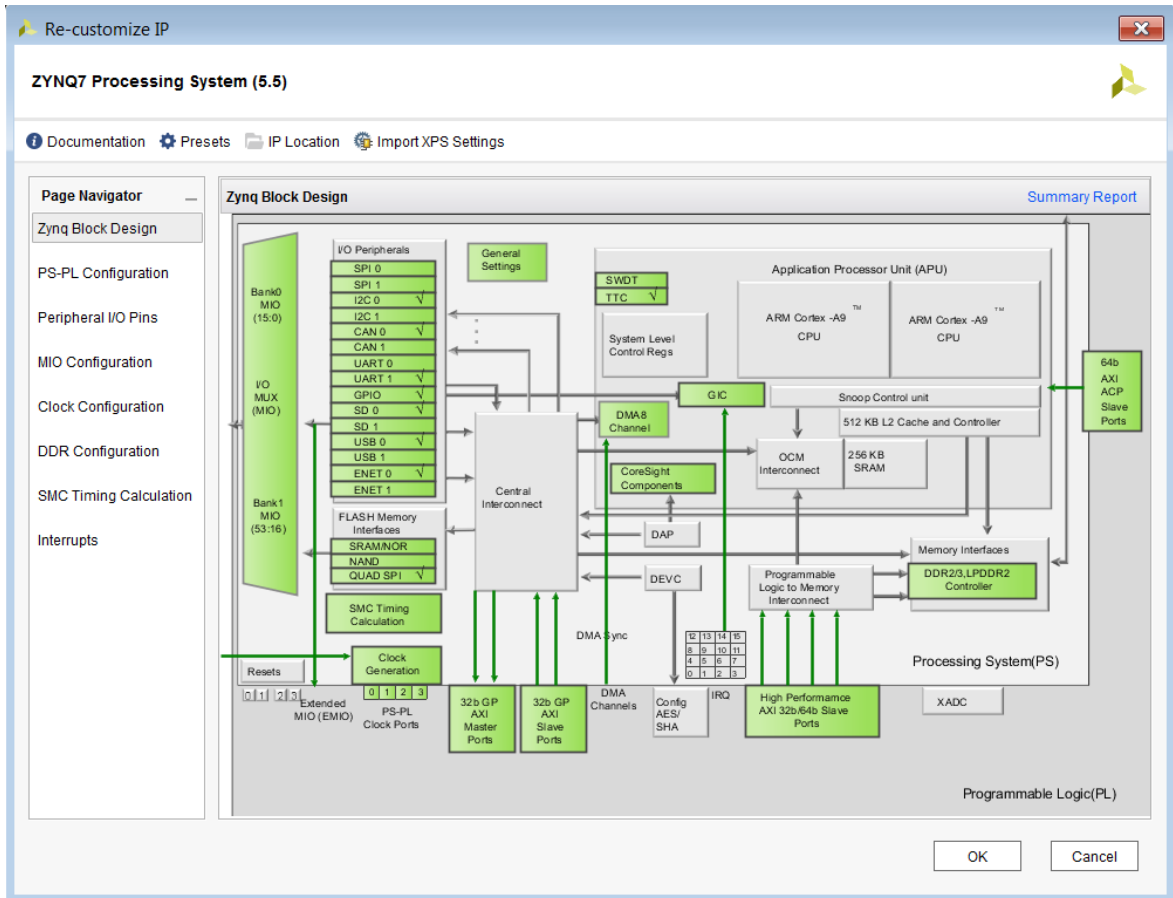 Re-customize IP
ZYNQ7 Processing System (5.5)
Documentation Presets IP Location Import XPS Settings
Page Navigator
Zynq Block Design
PS-PL Configuration
Peripheral I/O Pins
MIO Configuration
Clock Configuration
DDR Configuration
SMC Timing Calculation
Interrupts
Zynq Block Design
Summary Report
Bank0
MIO
(15:0)
I/O
MUX
(MIO)
Bank1
MIO
(53:16)
I/O Peripherals
SPI 0
SPI 1
I2C 0 √
I2C 1
CAN 0 √
CAN 1
UART 0
UART 1 √
GPIO √
SD 0 √
SD 1
USB 0 √
USB 1
ENET 0 √
ENET 1
FLASH Memory
Interfaces
SRAM/NOR
NAND
QUAD SPI √
SMC Timing
Calculation
General
Settings
Application Processor Unit (APU)
SWDT
TTC √
System Level
Control Regs
ARM Cortex -A9 ™
CPU
ARM Cortex -A9 ™
CPU
GIC
Snoop Control unit
512 KB L2 Cache and Controller
DMA8
Channel
OCM
Interconnect
256 KB
SRAM
CoreSight
Components
Central
Interconnect
DAP
DEVC
Programmable
Logic to Memory
Interconnect
Memory Interfaces
DDR2/3,LPDDR2
Controller
64b
AXI
ACP
Slave
Ports
DMA Sync
12 13 14 15
8 9 10 11
4 5 6 7
0 1 2 3
Processing System(PS)
Resets
0 1 2 3
Clock
Generation
0 1 2 3
Extended
MIO (EMIO)
PS-PL
Clock Ports
32b GP
AXI
Master
Ports
32b GP
AXI
Slave
Ports
DMA
Channels
Config
AES/
SHA
IRQ
High Performamce
AXI 32b/64b Slave
Ports
XADC
Programmable Logic(PL)
OK
Cancel